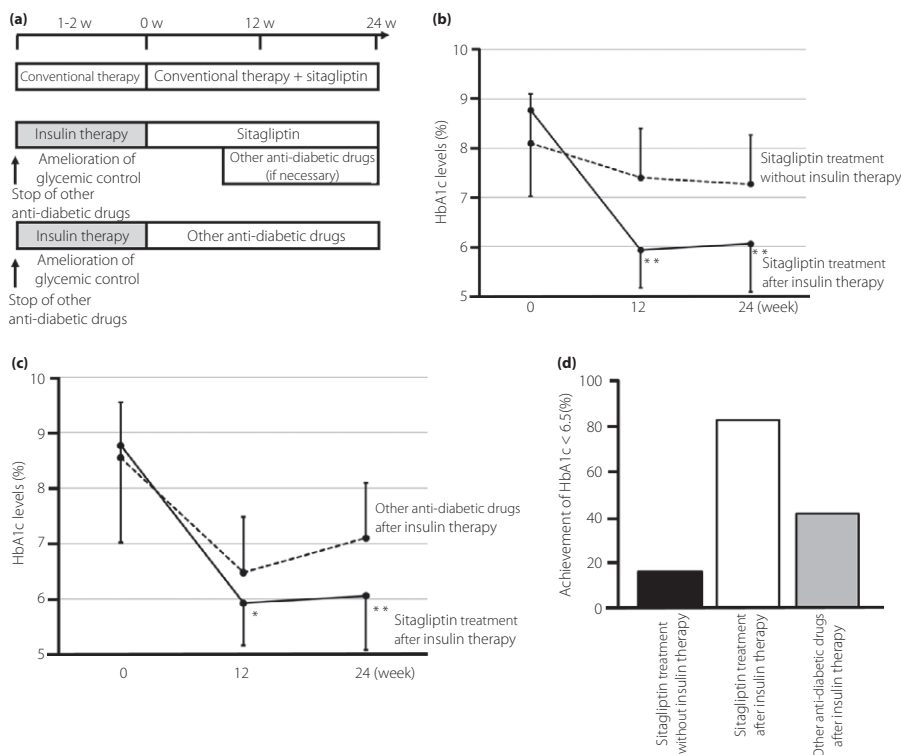 (a)
1-2 w 0 w 12 w 24 w
Conventional therapy Conventional therapy + sitagliptin
Insulin therapy Sitagliptin
Amelioration of
glycemic control
Other anti-diabetic drugs
(if necessary)
Stop of other
anti-diabetic drugs
Insulin therapy Other anti-diabetic drugs
Amelioration of
glycemic control
Stop of other
anti-diabetic drugs
(b)
HbA1c levels (%)
10
9
8
7
6
5
Sitagliptin treatment
without insulin therapy
**
**
Sitagliptin treatment
after insulin therapy
0 12 24 (week)
(c)
HbA1c levels (%)
10
9
8
7
6
5
Other anti-diabetic drugs
after insulin therapy
*
**
Sitagliptin treatment
after insulin therapy
0 12 24 (week)
(d)
Achievement of HbA1c < 6.5(%)
100
80
60
40
20
0
Sitagliptin treatment
without insulin therapy
Sitagliptin treatment
after insulin therapy
Other anti-diabetic drugs
after insulin therapy